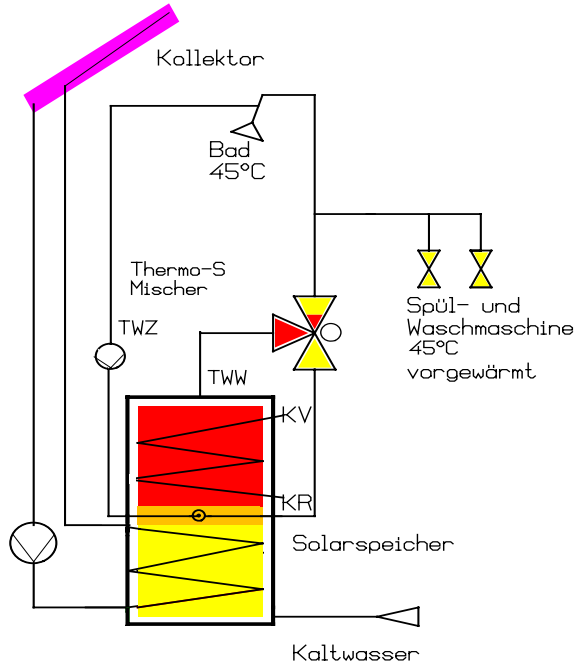 Kollektor
Bad
45°C
Thermo-S
Mischer
TWZ
Spül- und
Waschmaschine
45°C
vorgewärmt
TWW
KV
KR
Solarspeicher
Kaltwasser